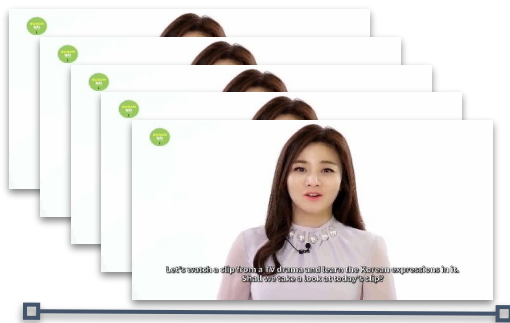 Let's watch a clip from a TV drama and learn the Korean expressions in it.
Shall we take a look at today's clip?